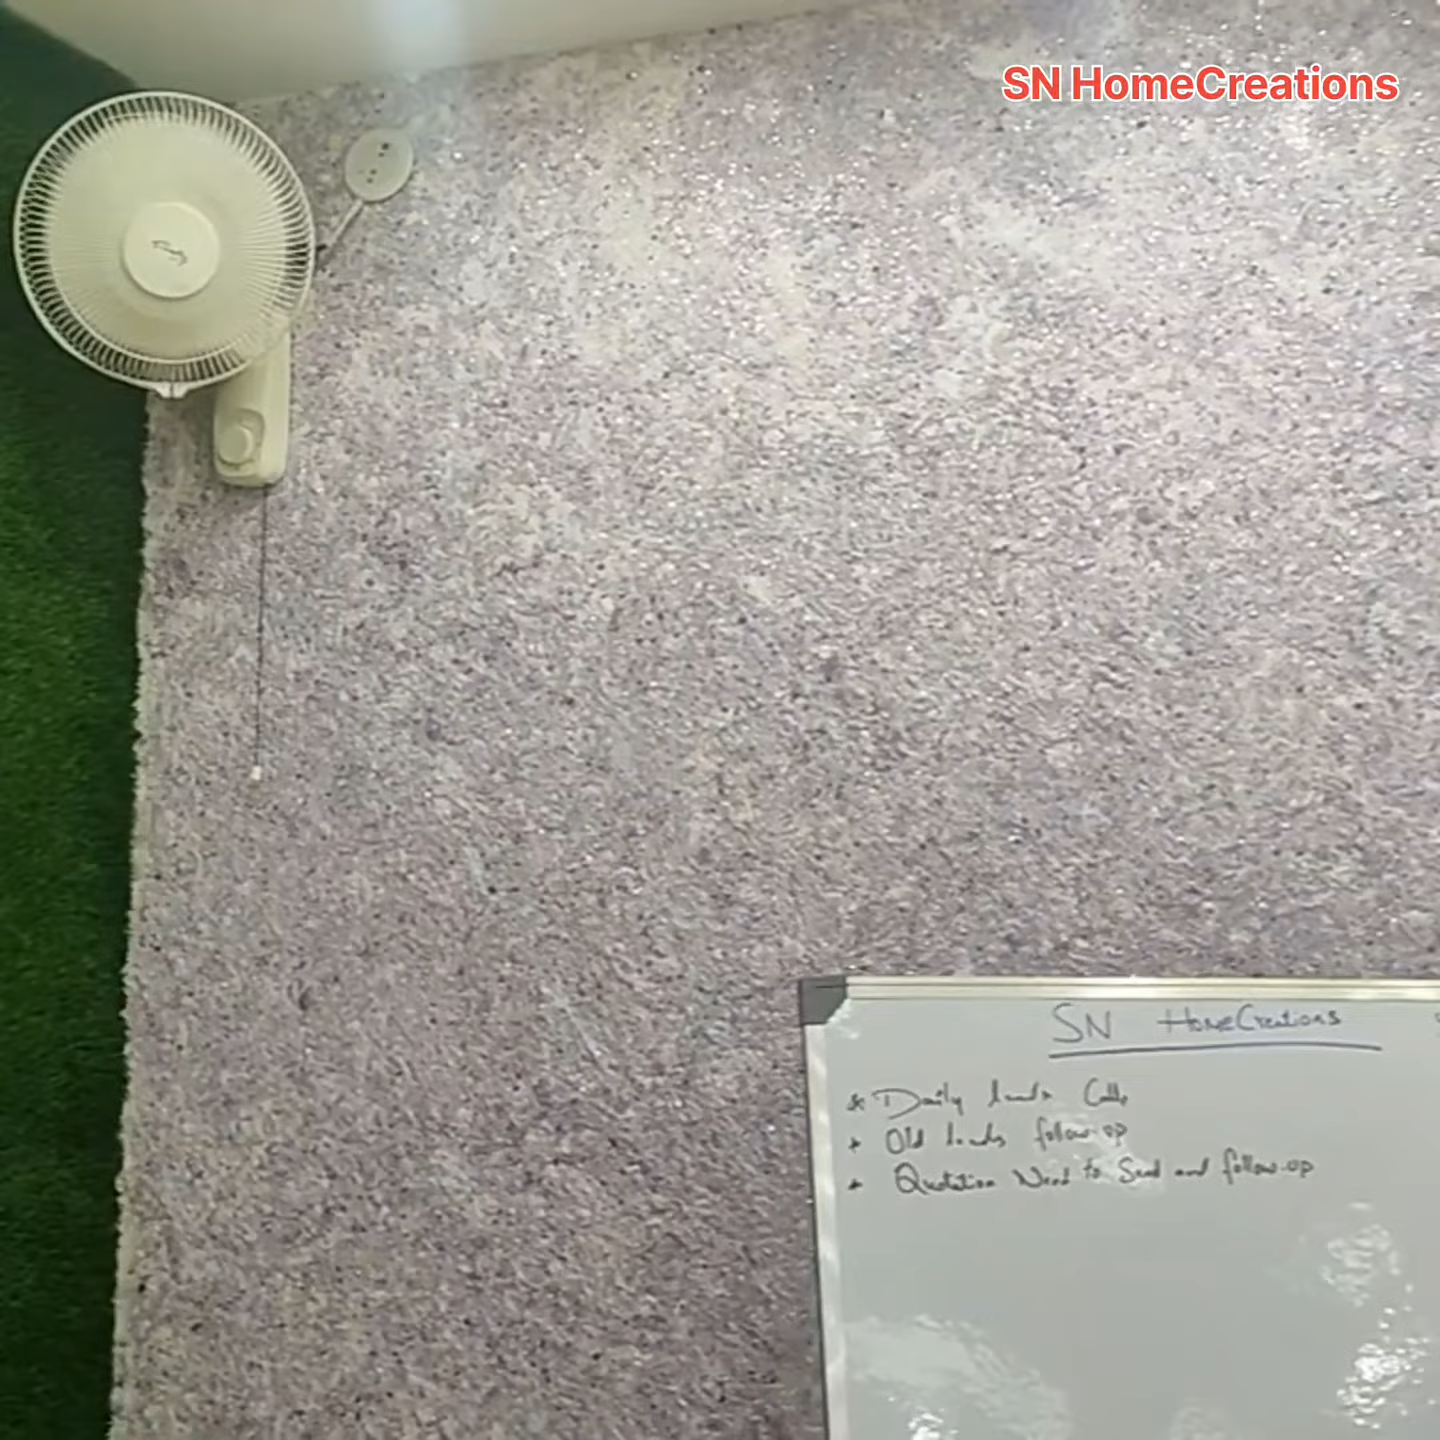 SN HomeCreations
SN HomeCreations
* Daily leads Calls
* Old leads follow-up
* Quotation Need to Send and follow-up